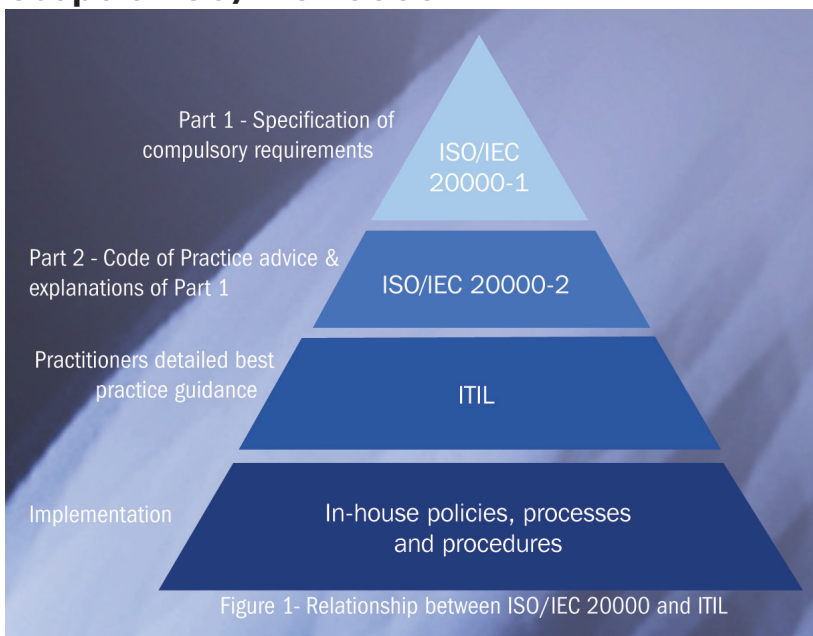 Part 1 - Specification of
compulsory requirements
ISO/IEC
20000-1
Part 2 - Code of Practice advice &
explanations of Part 1
ISO/IEC 20000-2
Practitioners detailed best
practice guidance
ITIL
Implementation
In-house policies, processes
and procedures
Figure 1- Relationship between ISO/IEC 20000 and ITIL